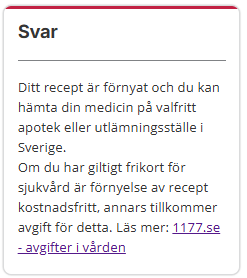 Svar
Ditt recept är förnyat och du kan
hämta din medicin på valfritt
apotek eller utlämningsställe i
Sverige.
Om du har giltigt frikort för
sjukvård är förnyelse av recept
kostnadsfritt, annars tillkommer
avgift för detta. Läs mer: 1177.se
- avgifter i vården